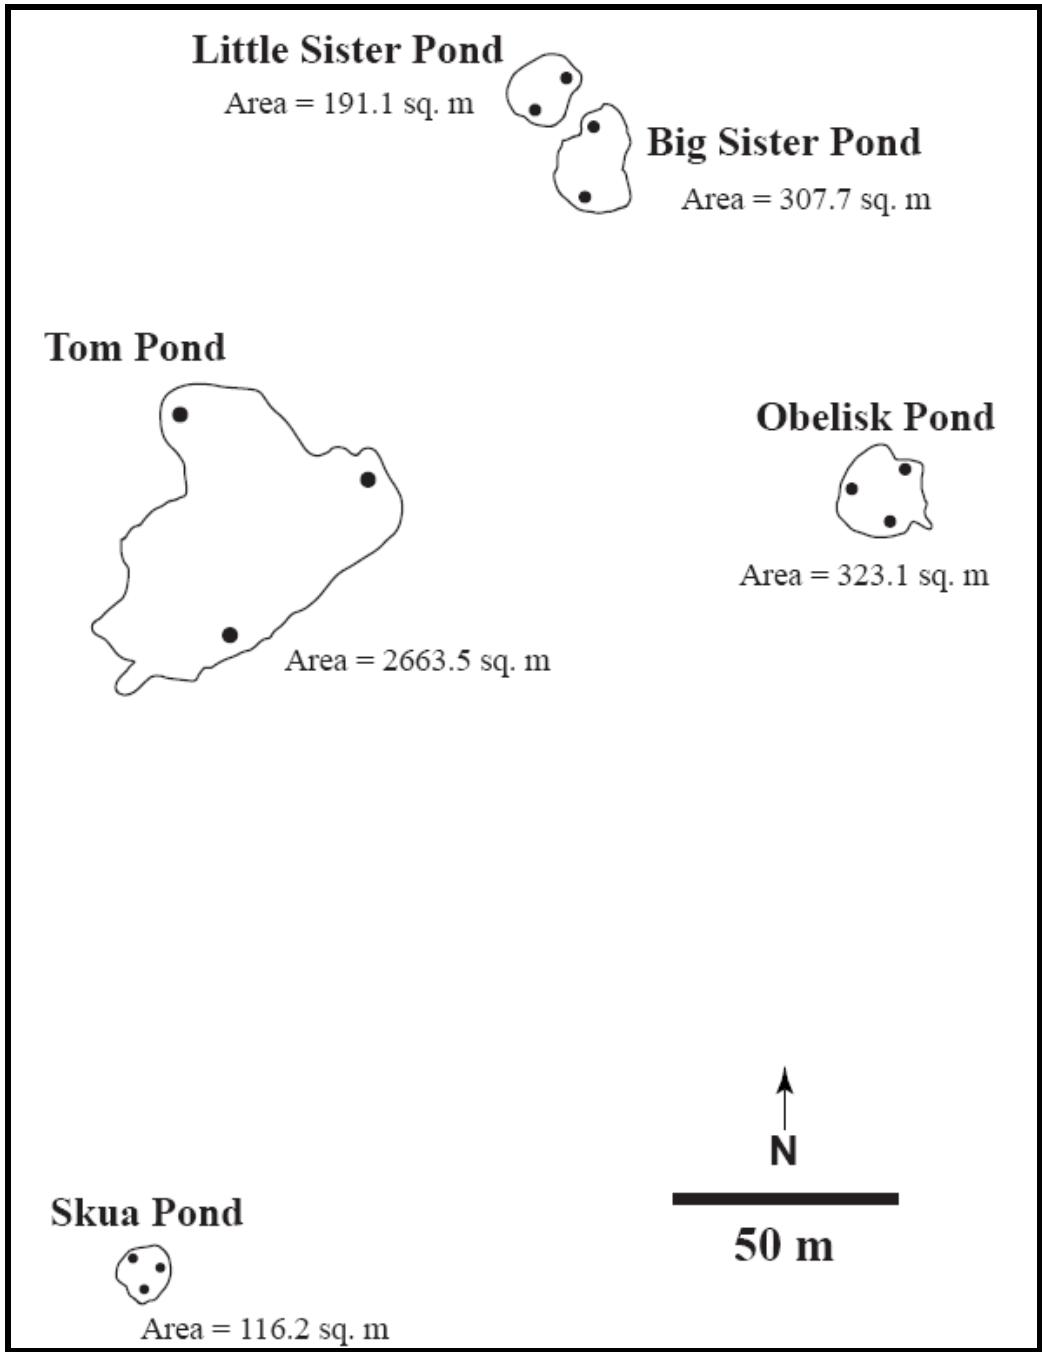 Little Sister Pond
Area = 191.1 sq. m
Big Sister Pond
Area = 307.7 sq. m
Tom Pond
Obelisk Pond
Area = 323.1 sq. m
Area = 2663.5 sq. m
N
50 m
Skua Pond
Area = 116.2 sq. m